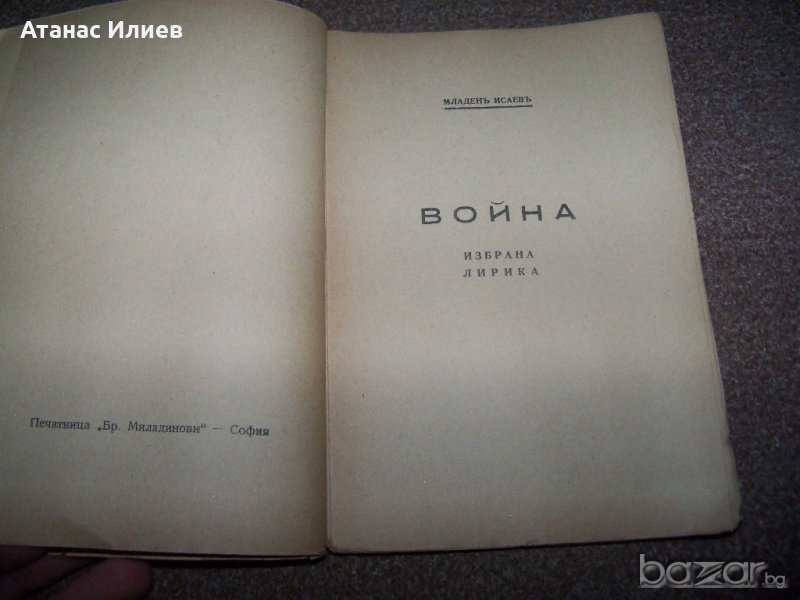 Атанас Илиев
Печатница „Бр. Миладинови“ — София
МЛАДЕНЪ ИСАЕВЪ
ВОЙНА
ИЗБРАНА
ЛИРИКА
bazar.bg